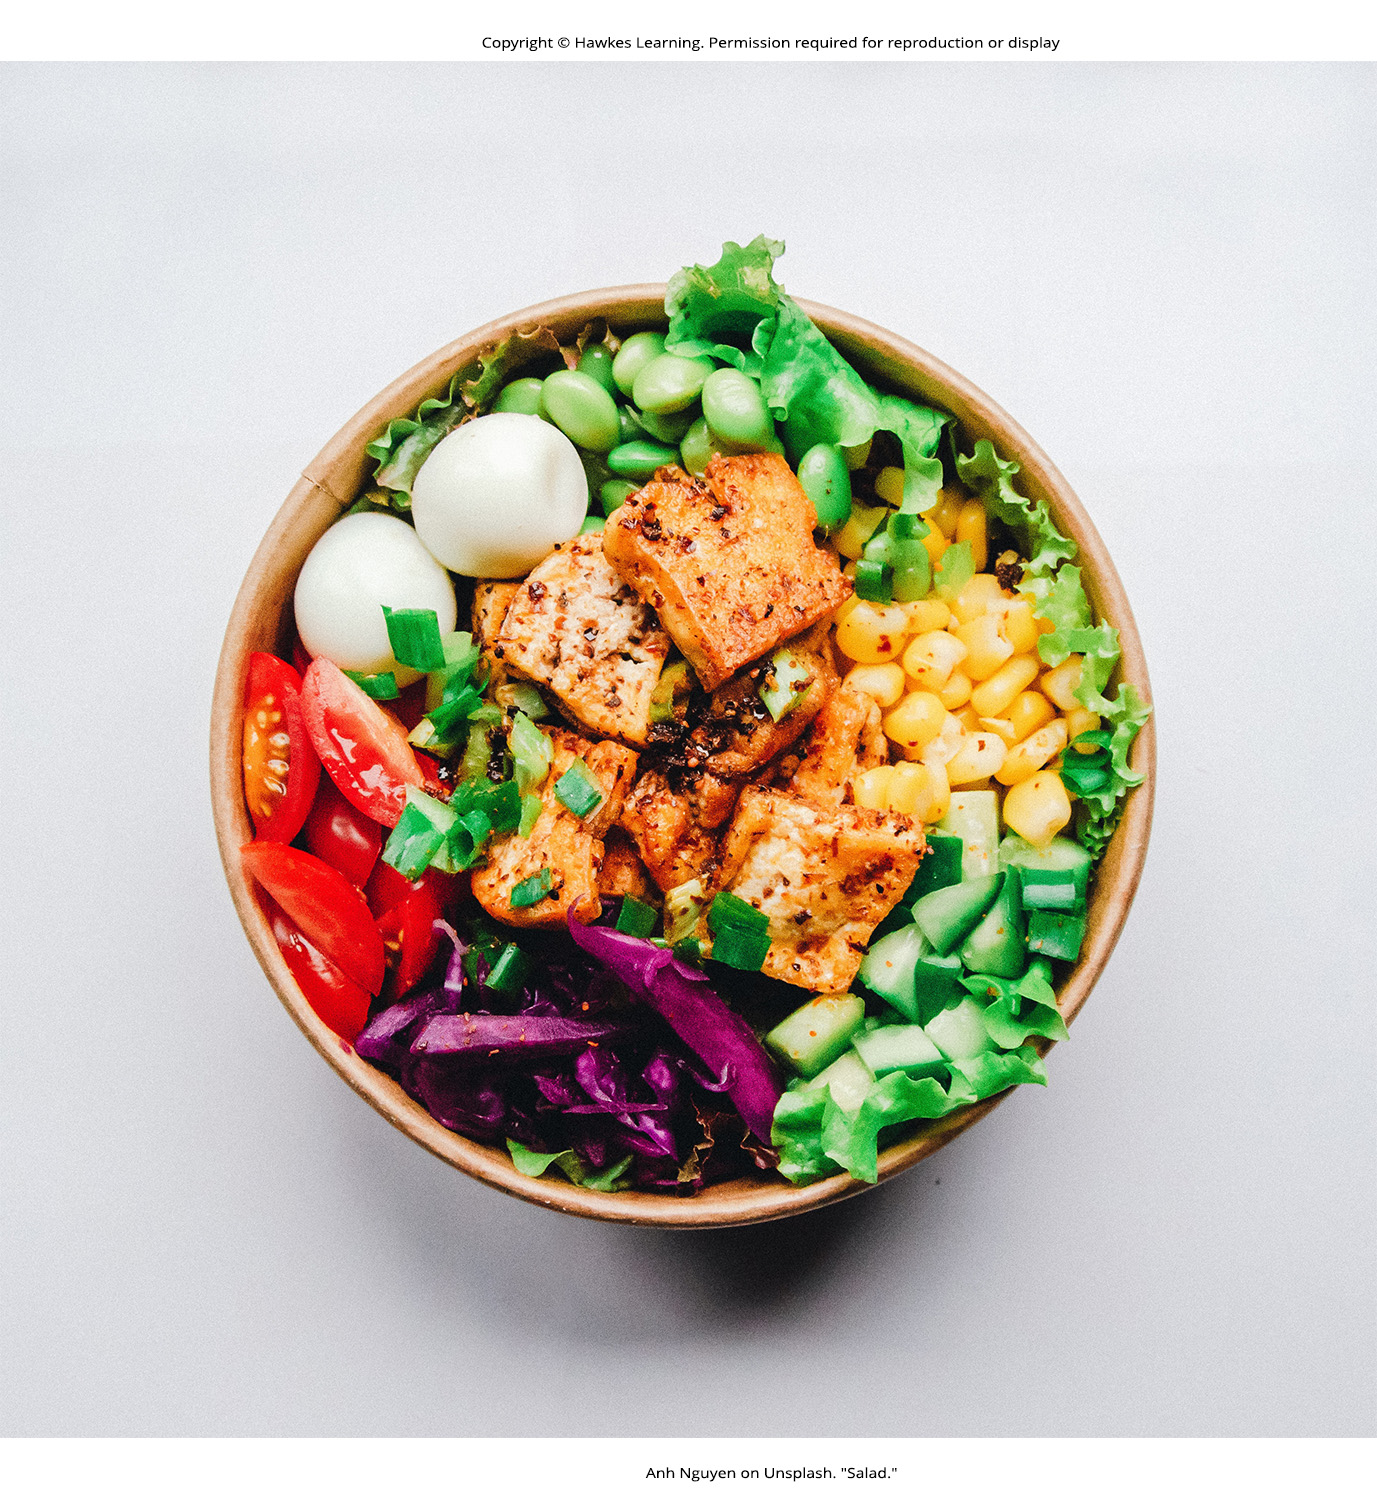 Copyright © Hawkes Learning. Permission required for reproduction or display
Anh Nguyen on Unsplash. "Salad."